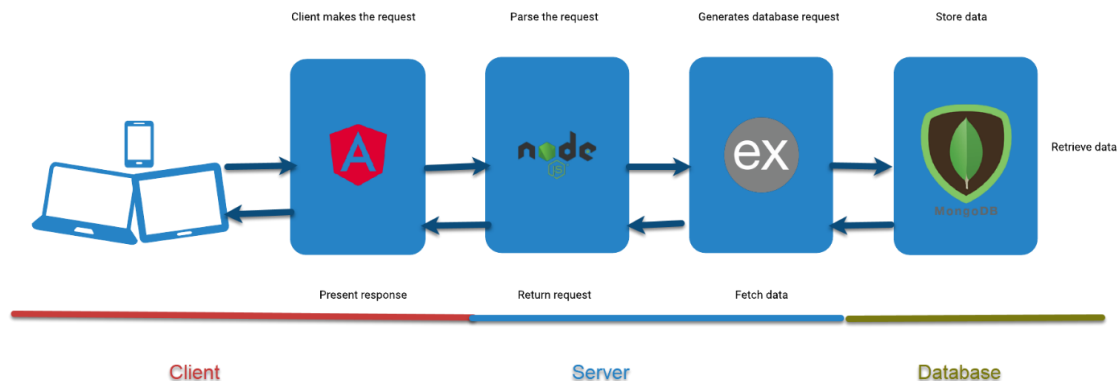 Client makes the request
Parse the request
Generates database request
Store data
A
node
JS
ex
MongoDB
Retrieve data
Present response
Return request
Fetch data
Client
Server
Database